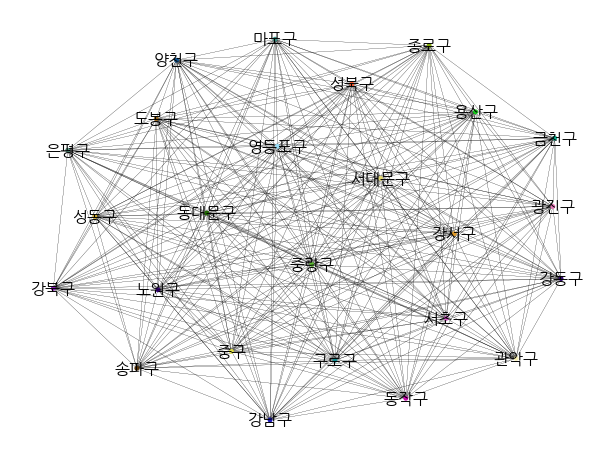 마포구
종로구
양천구
성북구
용산구
도봉구
금천구
영등포구
은평구
서대문구
광진구
동대문구
성동구
강서구
중랑구
강동구
강북구
노원구
서초구
중구
관악구
구로구
송파구
동작구
강남구